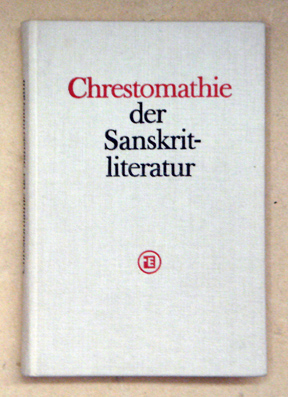 Chrestomathie
der
Sanskrit-
literatur